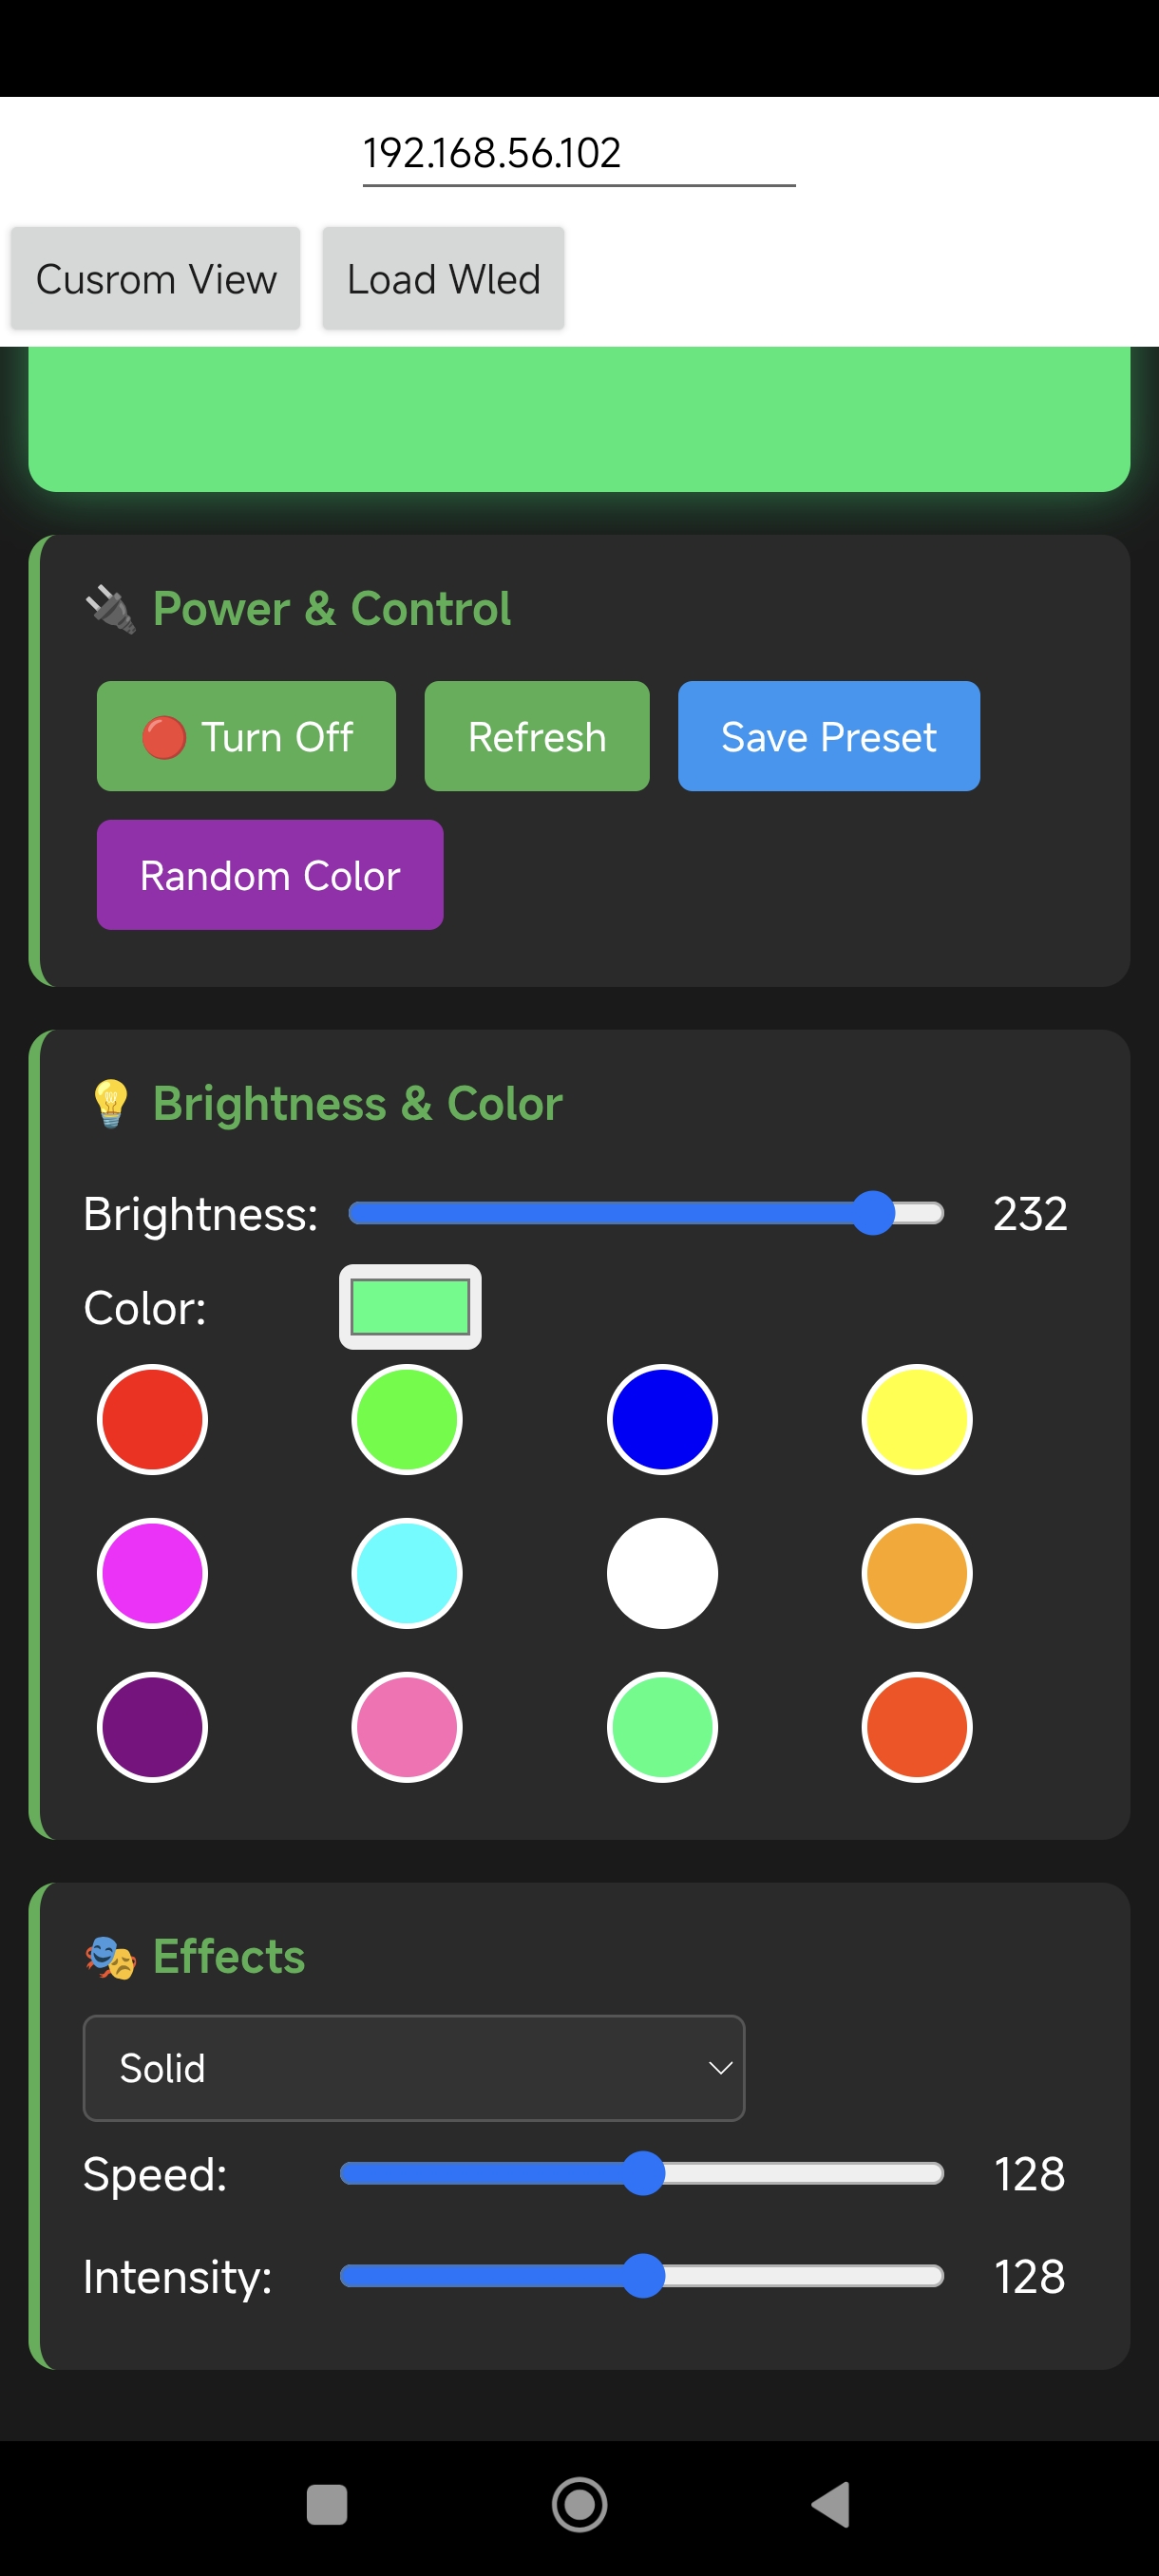 192.168.56.102
Cusrom View Load Wled
🔌 Power & Control
🔴 Turn Off Refresh Save Preset
Random Color
💡 Brightness & Color
Brightness: 232
Color:
🎭 Effects
Solid
Speed: 128
Intensity: 128